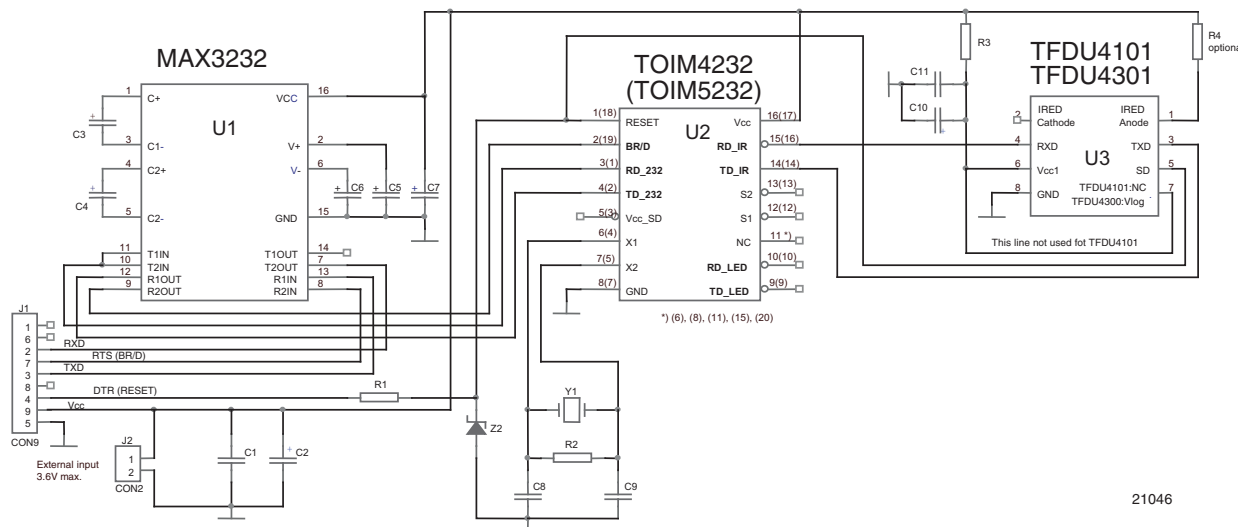 MAX3232
TOIM4232
(TOIM5232)
TFDU4101
TFDU4301
R3
R4
optiona
C11
C10
1
C+
VCC
16
U1
C3
3
C1-
V+
2
4
C2+
V-
6
C4
5
C2-
GND
15
C6
C5
C7
11
T1IN
T1OUT
14
10
T2IN
T2OUT
7
12
R1OUT
R1IN
13
9
R2OUT
R2IN
8
U2
1(18)
RESET
Vcc
16(17)
2(19)
BR/D
RD_IR
15(16)
3(1)
RD_232
TD_IR
14(14)
4(2)
TD_232
S2
13(13)
5(3)
Vcc_SD
S1
12(12)
6(4)
X1
NC
11 *)
7(5)
X2
RD_LED
10(10)
8(7)
GND
TD_LED
9(9)
*) (6), (8), (11), (15), (20)
U3
2
IRED
Cathode
IRED
Anode
1
4
RXD
TXD
3
6
Vcc1
SD
5
8
GND
TFDU4101:NC
TFDU4300:Vlog
7
This line not used fot TFDU4101
J1
1
6
2
RXD
7
RTS (BR/D)
3
TXD
8
4
DTR (RESET)
9
Vcc
5
CON9
R1
Z2
External input
3.6V max.
J2
1
2
CON2
C1
C2
Y1
R2
C8
C9
21046